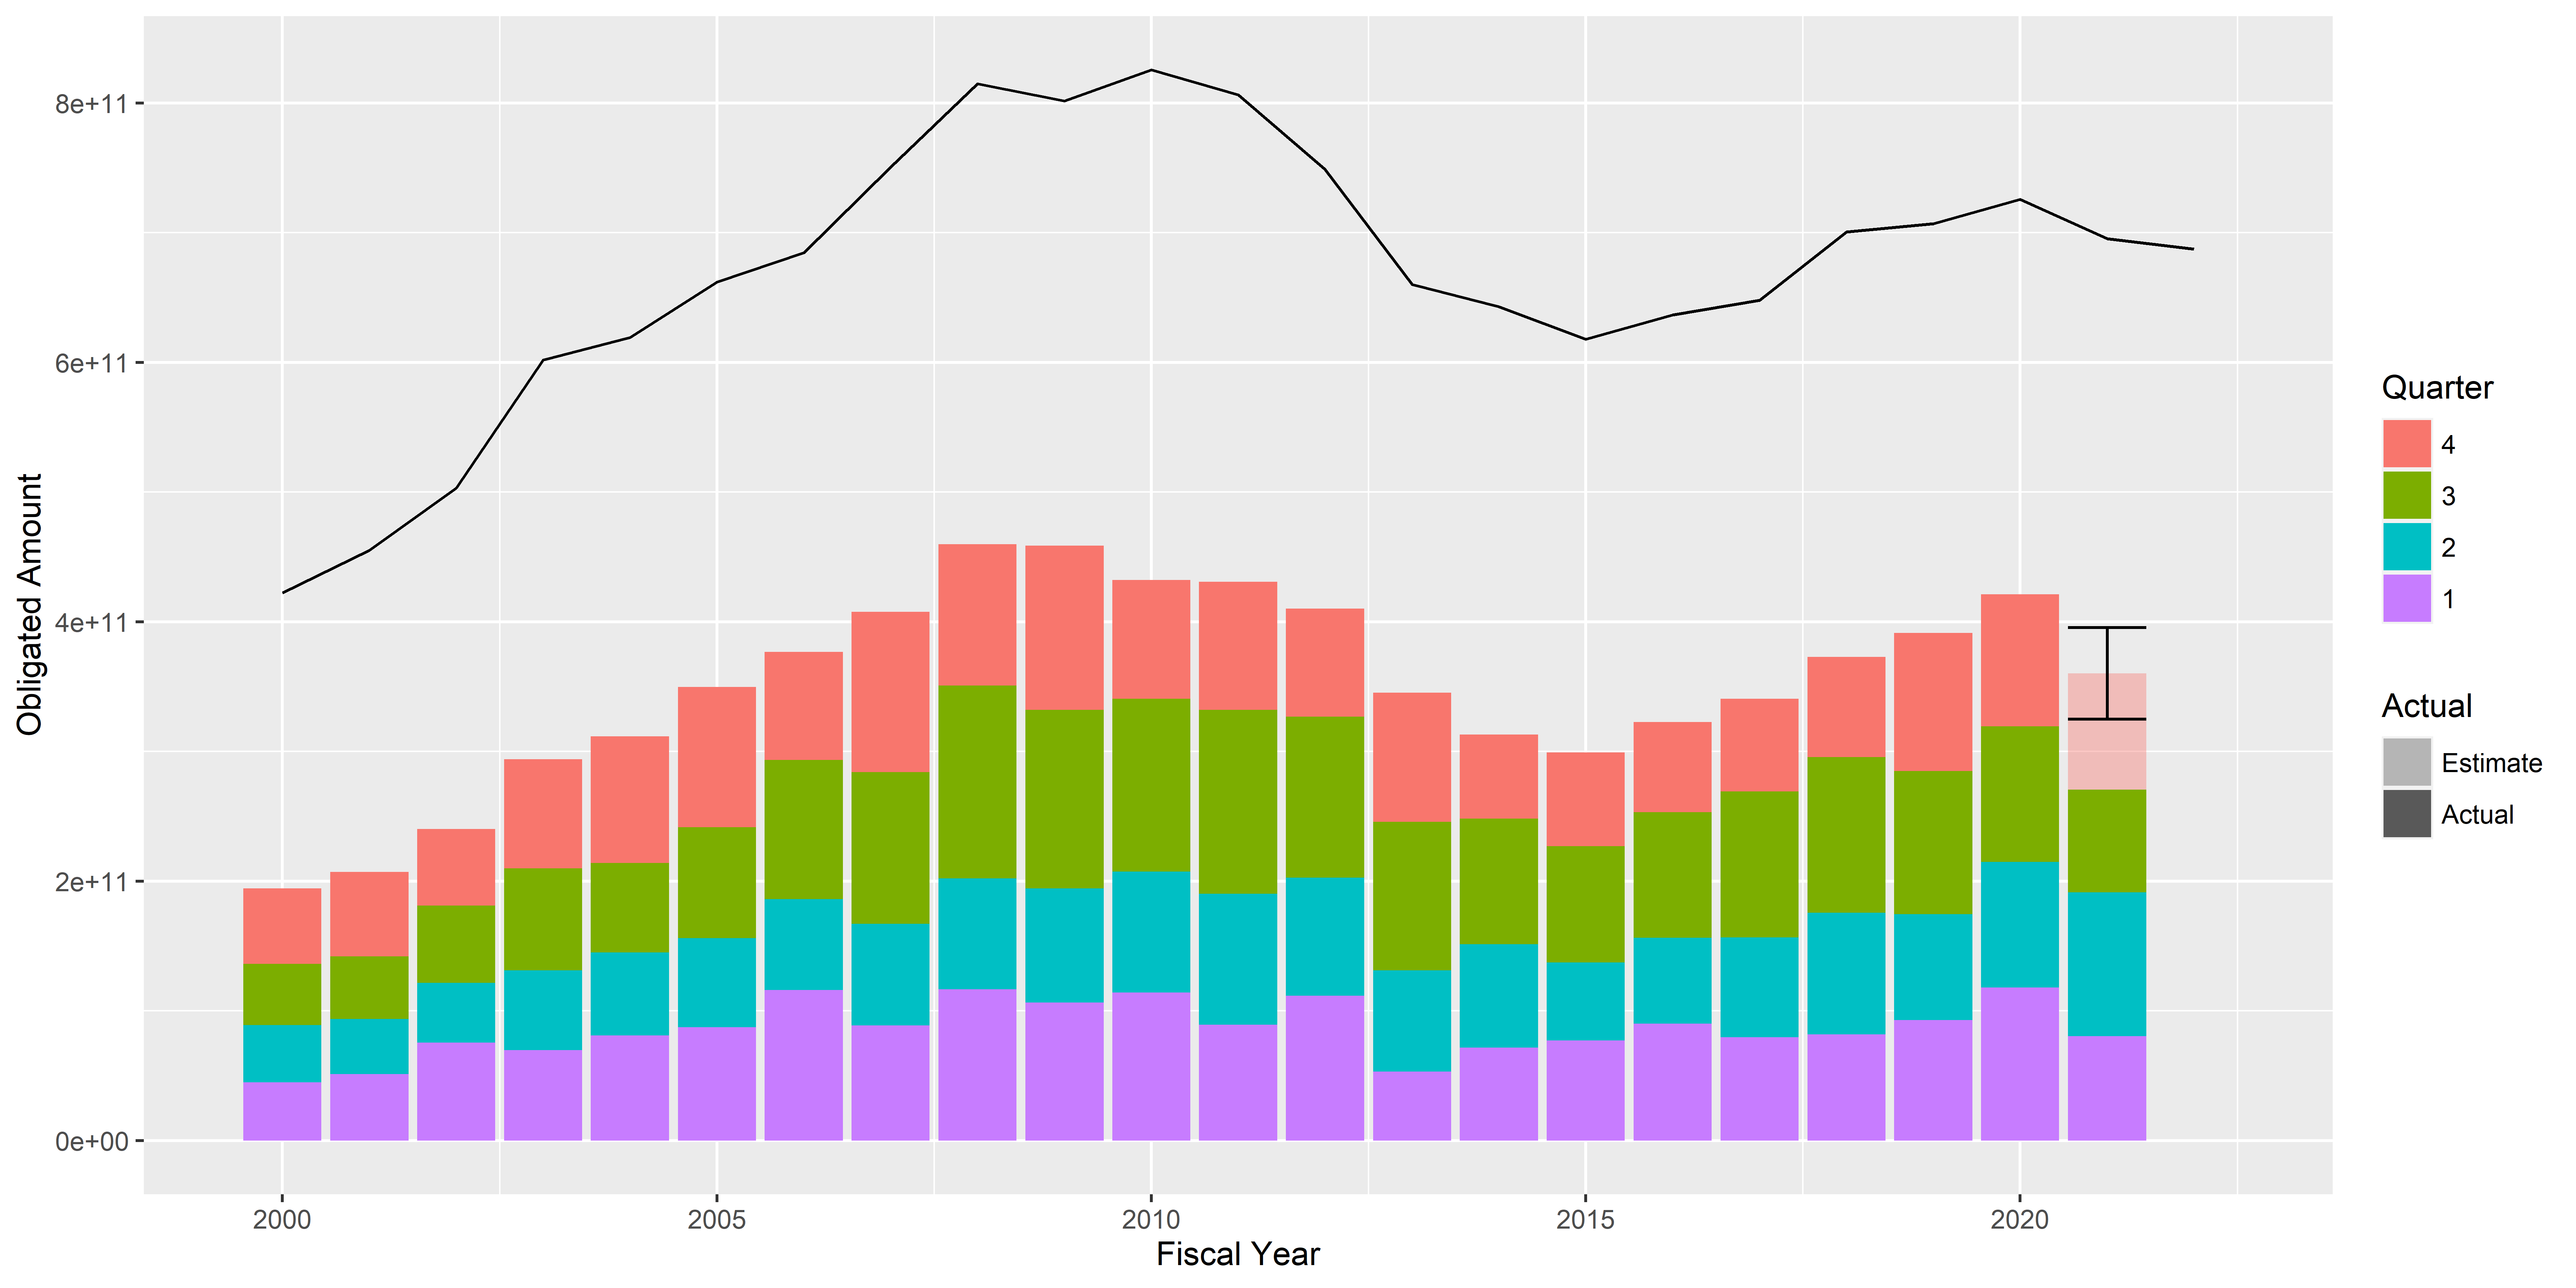 8e+11
6e+11
4e+11
2e+11
0e+00
Obligated Amount
2000 2005 2010 2015 2020
Fiscal Year
Quarter
4
3
2
1
Actual
Estimate
Actual